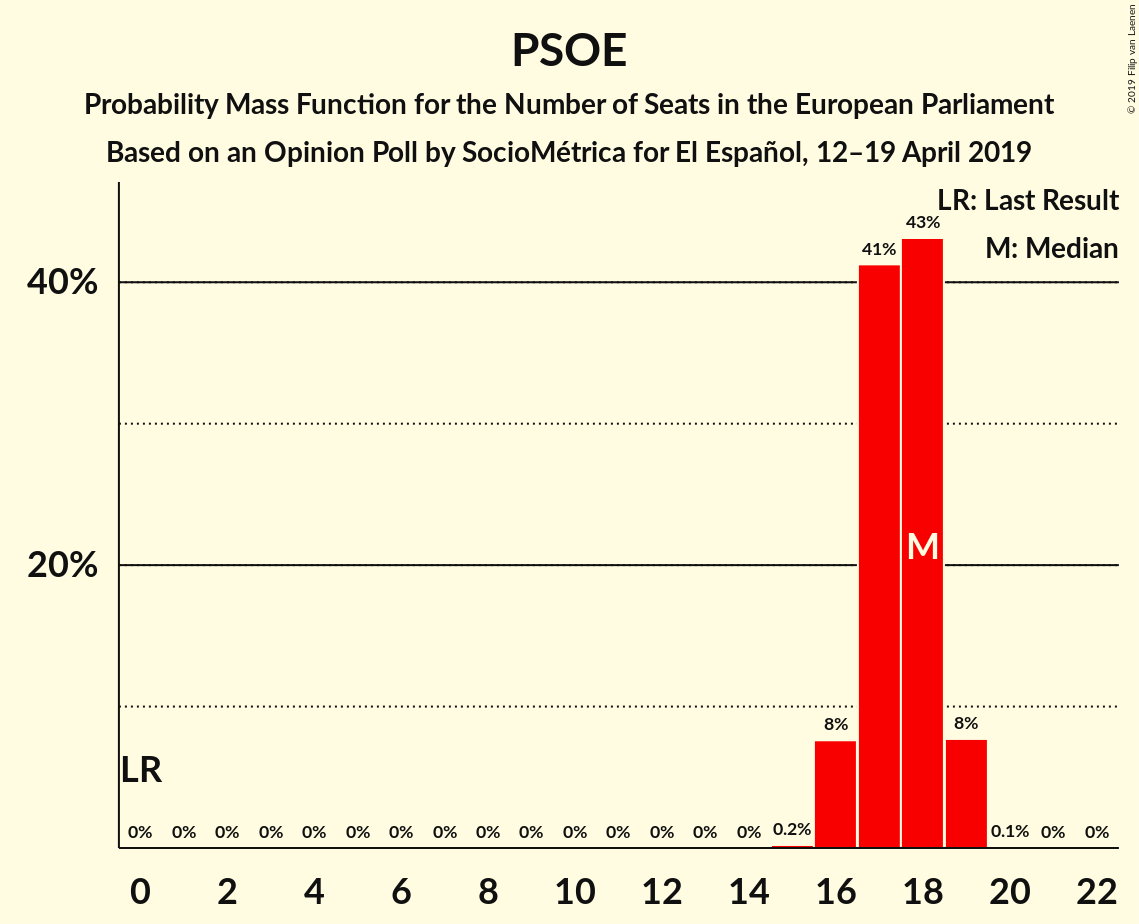 PSOE
Probability Mass Function for the Number of Seats in the European Parliament
Based on an Opinion Poll by SocioMétrica for El Español, 12–19 April 2019
© 2019 Filip van Laenen
LR: Last Result
M: Median
40%
20%
43%
41%
M
8%
8%
LR
0% 0% 0% 0% 0% 0% 0% 0% 0% 0% 0% 0% 0% 0% 0% 0.2% 0.1% 0% 0%
0 2 4 6 8 10 12 14 16 18 20 22